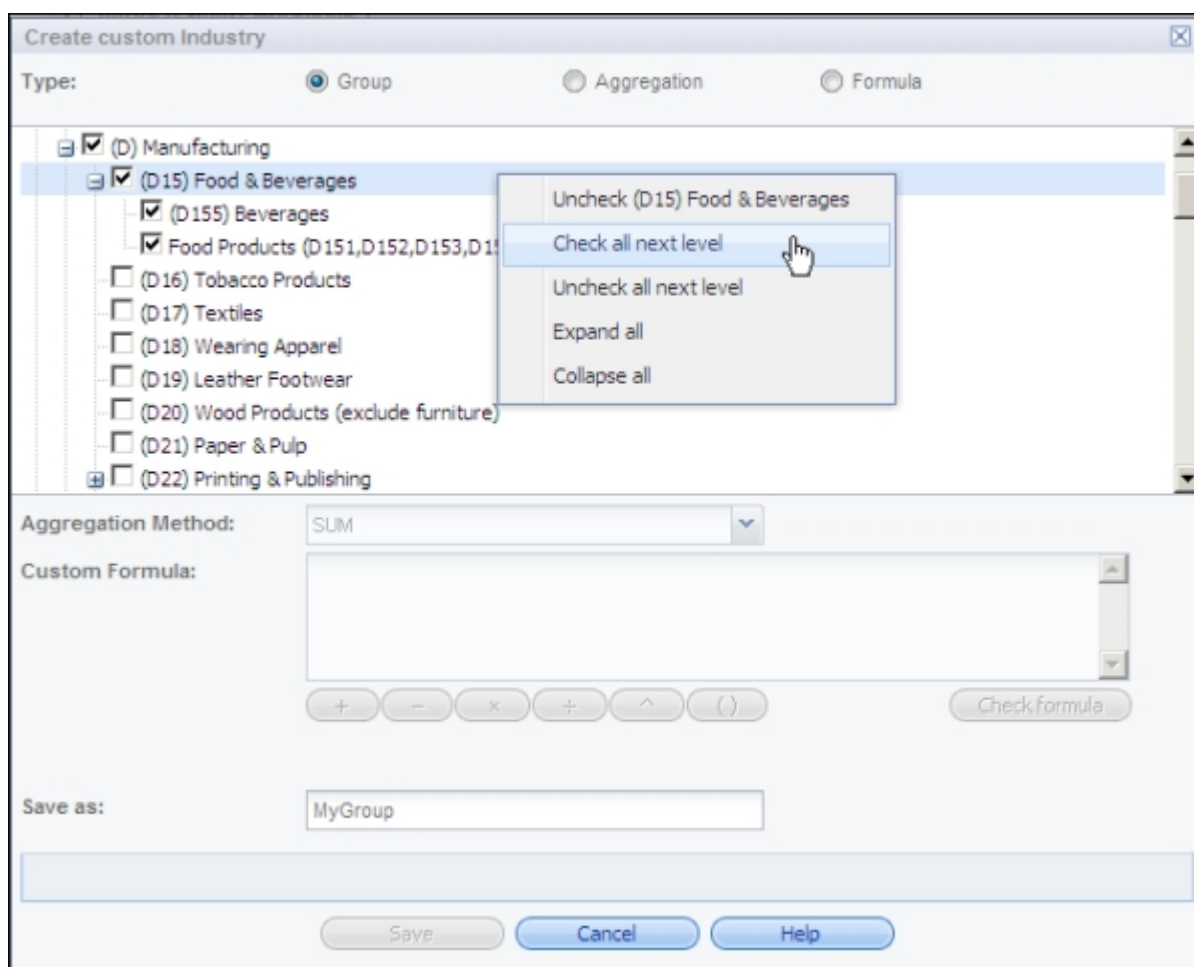 Create custom Industry
Type: Group Aggregation Formula
(D) Manufacturing
(D15) Food & Beverages
(D155) Beverages
Food Products (D151,D152,D153,D15
(D16) Tobacco Products
(D17) Textiles
(D18) Wearing Apparel
(D19) Leather Footwear
(D20) Wood Products (exclude furniture)
(D21) Paper & Pulp
(D22) Printing & Publishing
Uncheck (D15) Food & Beverages
Check all next level
Uncheck all next level
Expand all
Collapse all
Aggregation Method: SUM
Custom Formula:
+ − × ÷ ^ ( ) Check formula
Save as: MyGroup
Save Cancel Help